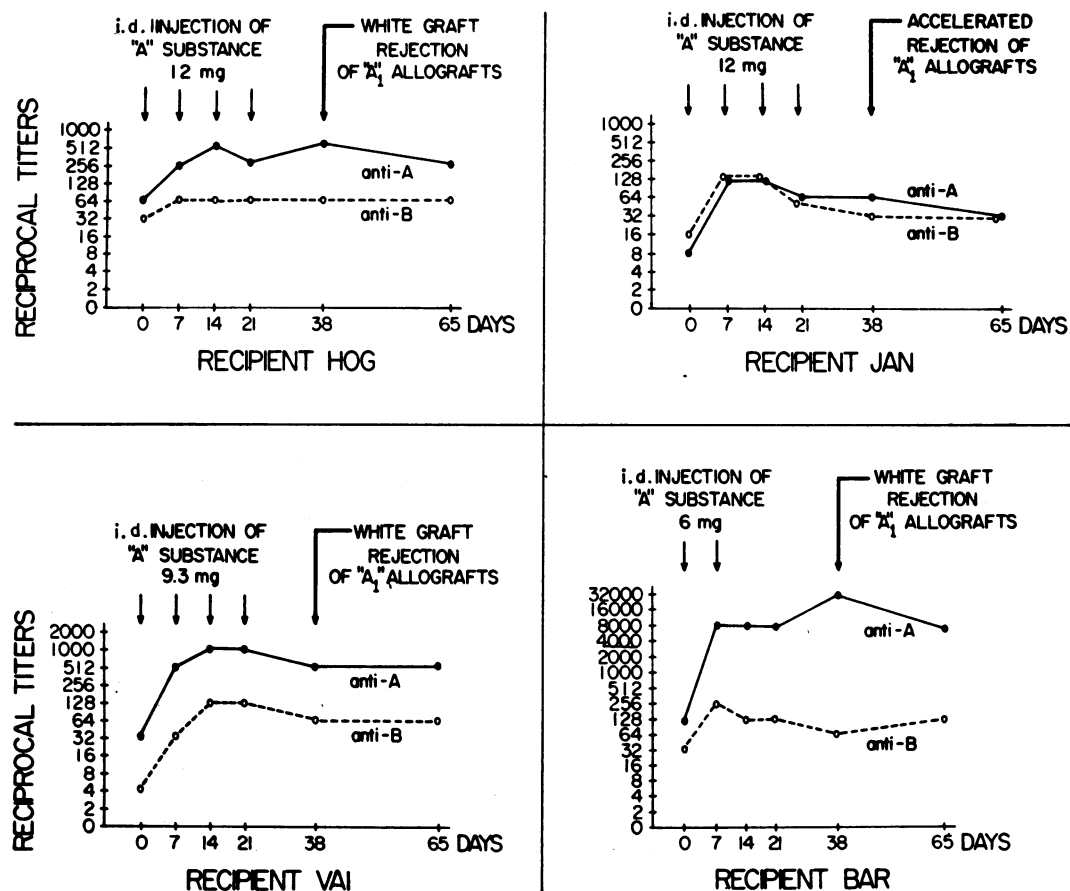 i.d. IINJECTION OF
"A" SUBSTANCE
12 mg
WHITE GRAFT
REJECTION
OF "A"1 ALLOGRAFTS
RECIPROCAL TITERS
1000
512
256
128
64
32
16
8
4
2
0
anti-A
anti-B
0 7 14 21 38 65 DAYS
RECIPIENT HOG
i.d. INJECTION OF
"A" SUBSTANCE
12 mg
ACCELERATED
REJECTION OF
"A"1 ALLOGRAFTS
1000
512
256
128
64
32
16
8
4
2
0
anti-A
anti-B
0 7 14 21 38 65 DAYS
RECIPIENT JAN
i.d. INJECTION OF
"A" SUBSTANCE
9.3 mg
WHITE GRAFT
REJECTION
OF "A1" ALLOGRAFTS
RECIPROCAL TITERS
2000
1000
512
256
128
64
32
16
8
4
2
0
anti-A
anti-B
0 7 14 21 38 65 DAYS
RECIPIENT VAI
i.d. INJECTION OF
"A" SUBSTANCE
6 mg
WHITE GRAFT
REJECTION
OF "A"1 ALLOGRAFTS
32000
16000
8000
4000
2000
1000
512
256
128
64
32
16
8
4
2
0
anti-A
anti-B
0 7 14 21 38 65 DAYS
RECIPIENT BAR